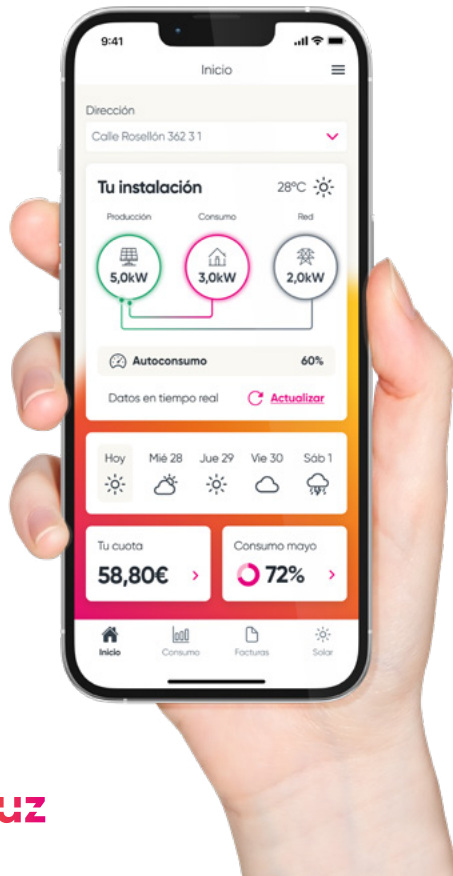 9:41
Inicio
Dirección
Calle Rosellón 362 3 1
Tu instalación 28°C
Producción Consumo Red
5,0kW 3,0kW 2,0kW
Autoconsumo 60%
Datos en tiempo real Actualizar
Hoy Mié 28 Jue 29 Vie 30 Sáb 1
Tu cuota Consumo mayo
58,80€ 72%
Inicio Consumo Facturas Solar
uz